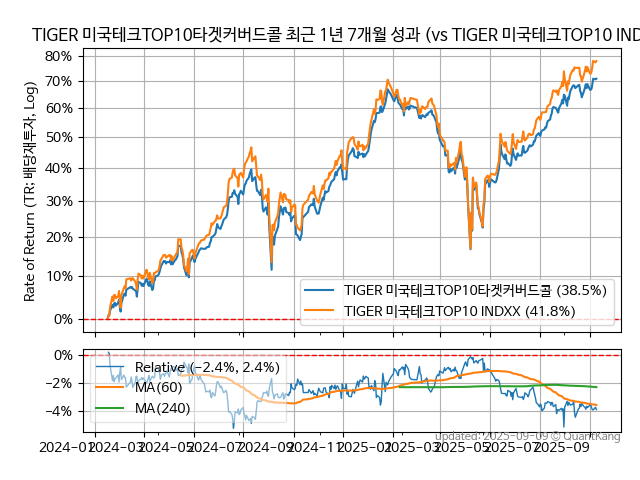 TIGER 미국테크TOP10타겟커버드콜 최근 1년 7개월 성과 (vs TIGER 미국테크TOP10 IND
80%
70%
60%
50%
40%
30%
20%
10%
0%
Rate of Return (TR: 배당재투자, Log)
TIGER 미국테크TOP10타겟커버드콜 (38.5%)
TIGER 미국테크TOP10 INDXX (41.8%)
0%
−2%
−4%
Relative (−2.4%, 2.4%)
MA(60)
MA(240)
2024-01 2024-03 2024-05 2024-07 2024-09 2024-11 2025-01 2025-03 2025-05 2025-07 2025-09
updated: 2025-09-09 © QuantKang